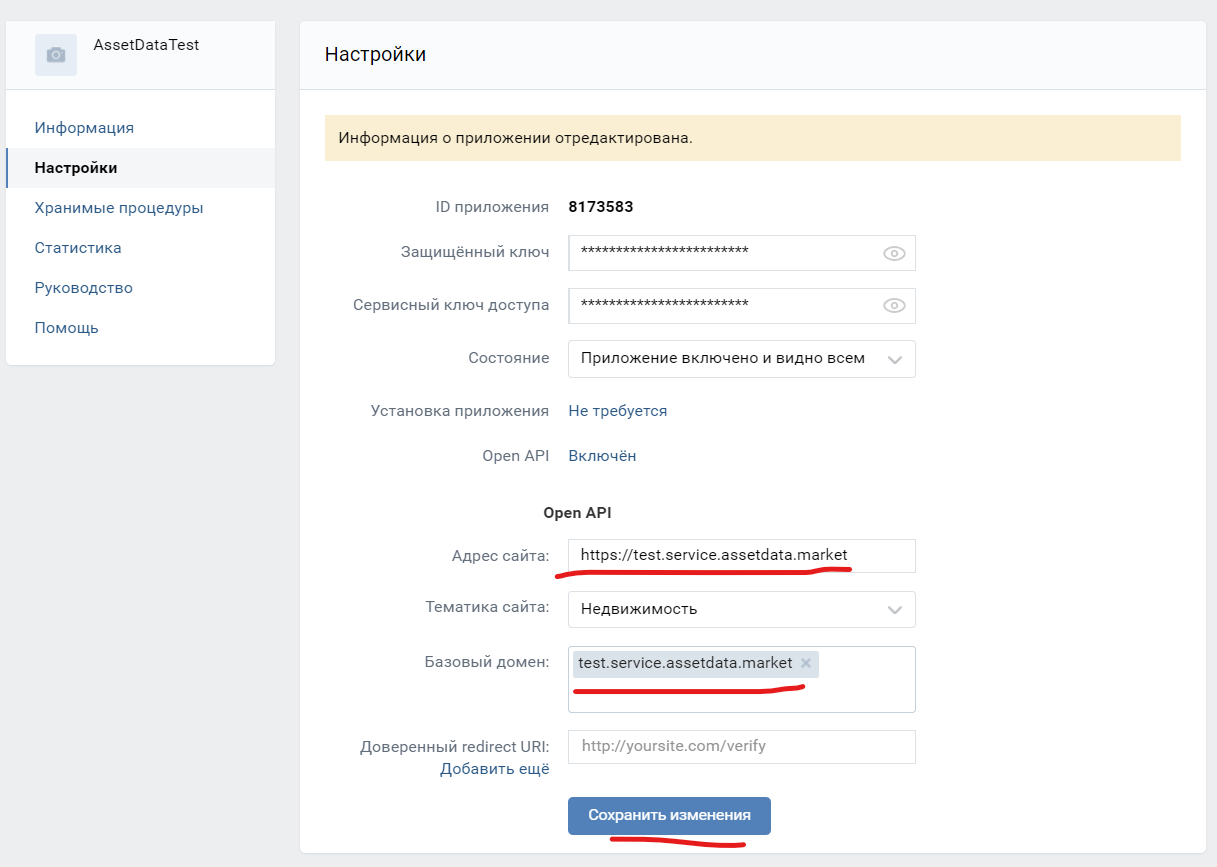 AssetDataTest
Информация
Настройки
Хранимые процедуры
Статистика
Руководство
Помощь
Настройки
Информация о приложении отредактирована.
ID приложения 8173583
Защищённый ключ ************************
Сервисный ключ доступа ************************
Состояние Приложение включено и видно всем
Установка приложения Не требуется
Open API Включён
Open API
Адрес сайта: https://test.service.assetdata.market
Тематика сайта: Недвижимость
Базовый домен: test.service.assetdata.market
Доверенный redirect URI: http://yoursite.com/verify
Добавить ещё
Сохранить изменения